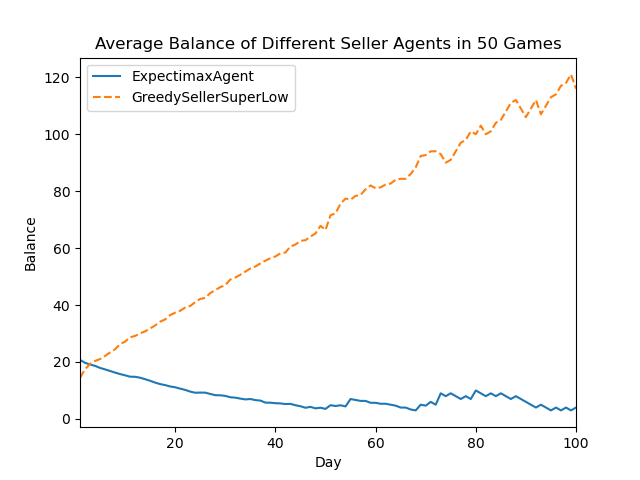 Average Balance of Different Seller Agents in 50 Games
ExpectimaxAgent
GreedySellerSuperLow
120
100
80
60
40
20
0
Balance
20
40
60
80
100
Day